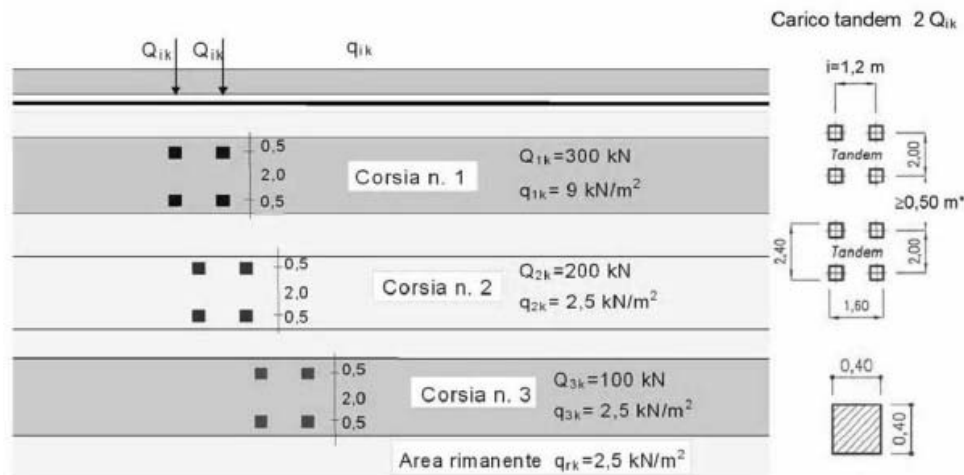 Carico tandem 2 Qik
Qik Qik qik
i=1,2 m
0,5
2,0
0,5
Corsia n. 1
Q1k=300 kN
q1k= 9 kN/m²
Tandem
2,00
≥0,50 m*
0,5
2,0
0,5
Corsia n. 2
Q2k=200 kN
q2k= 2,5 kN/m²
2,40
Tandem
2,00
1,60
0,5
2,0
0,5
Corsia n. 3
Q3k=100 kN
q3k= 2,5 kN/m²
0,40
0,40
Area rimanente qrk=2,5 kN/m²